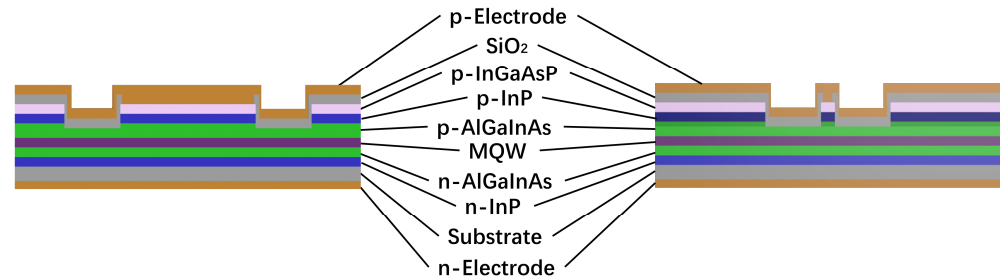 p-Electrode
SiO₂
p-InGaAsP
p-InP
p-AlGaInAs
MQW
n-AlGaInAs
n-InP
Substrate
n-Electrode